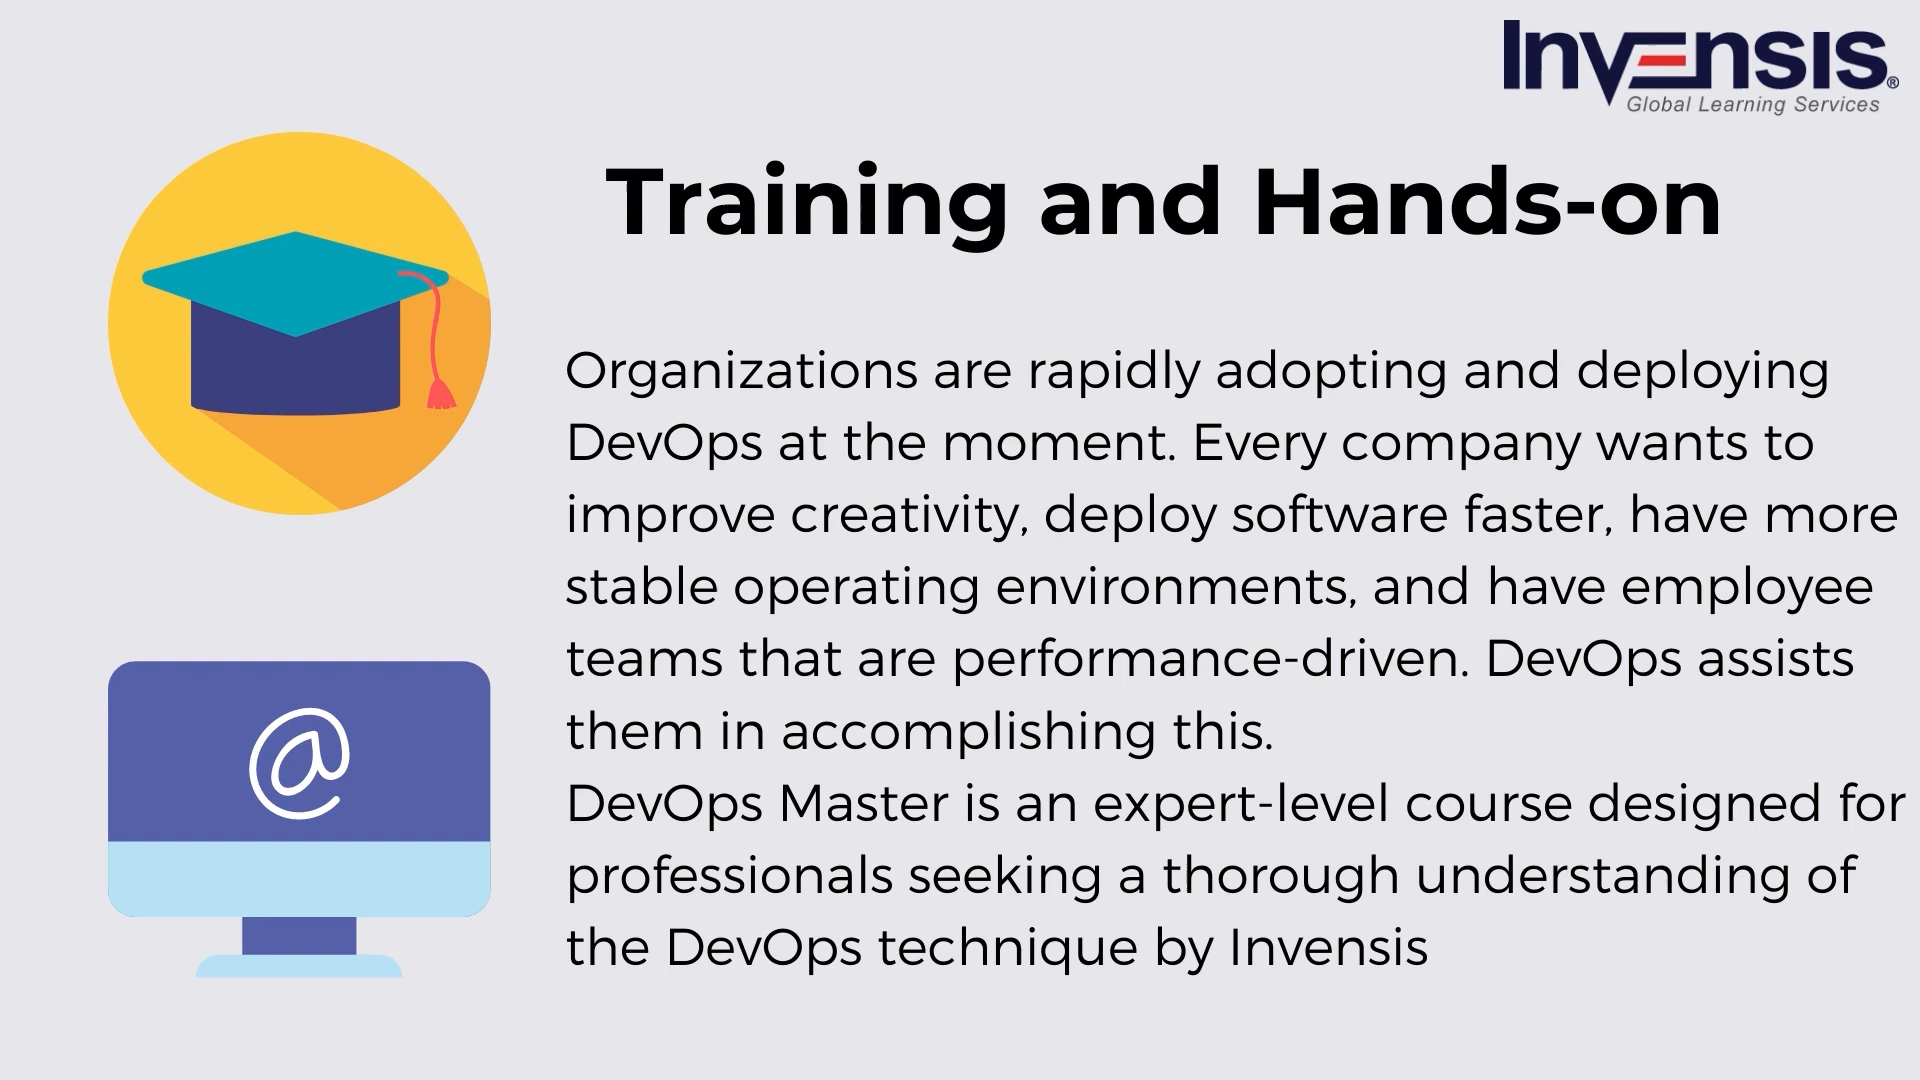 Invensis®
Global Learning Services
Training and Hands-on
Organizations are rapidly adopting and deploying
DevOps at the moment. Every company wants to
improve creativity, deploy software faster, have more
stable operating environments, and have employee
teams that are performance-driven. DevOps assists
them in accomplishing this.
DevOps Master is an expert-level course designed for
professionals seeking a thorough understanding of
the DevOps technique by Invensis
@